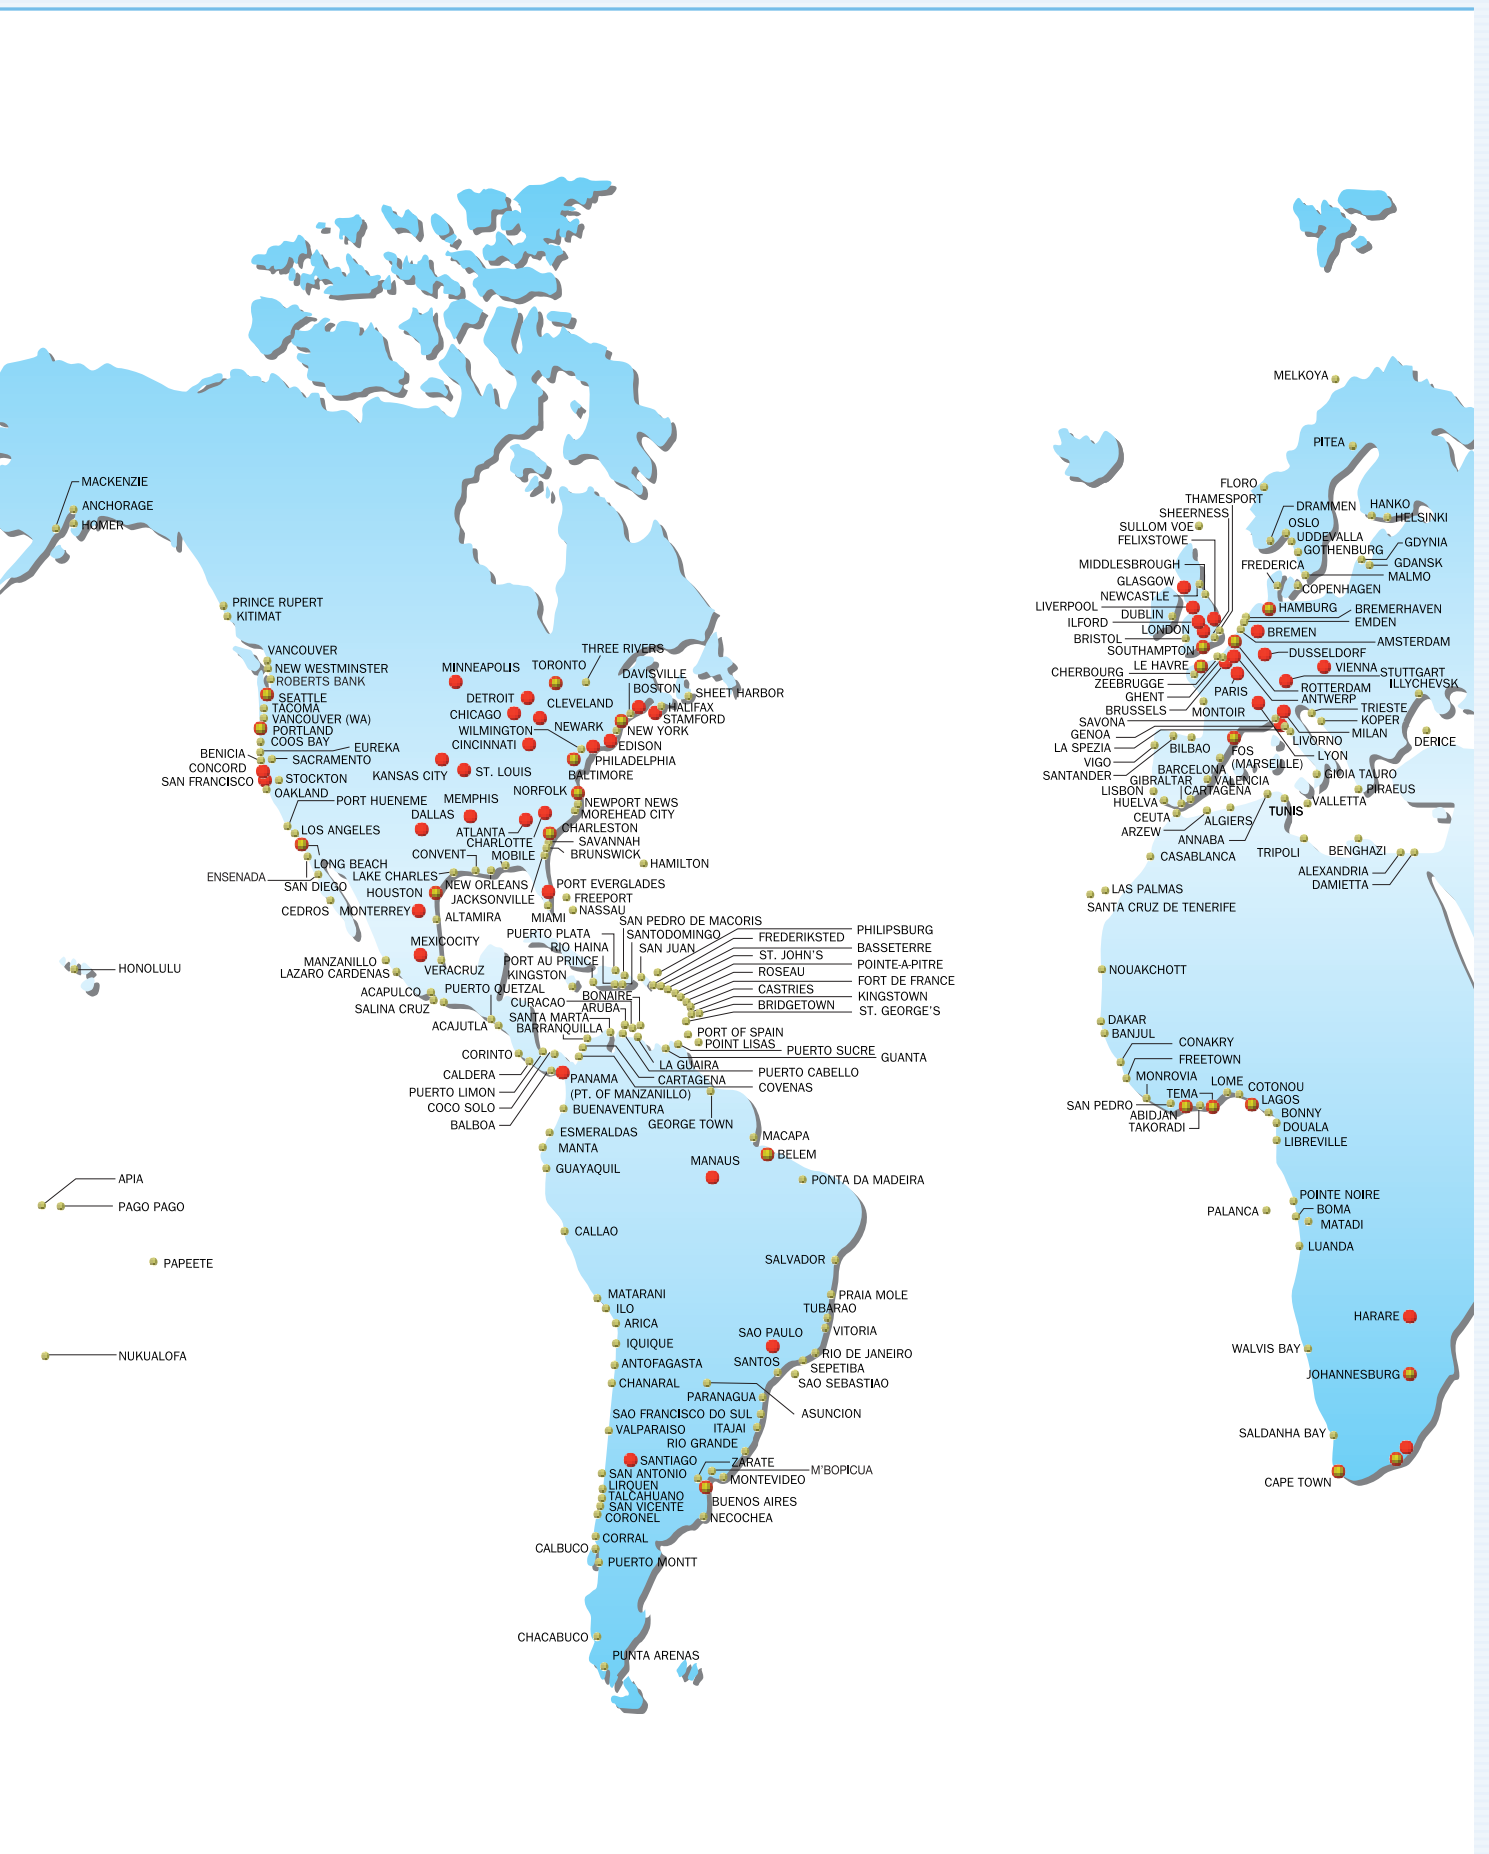 MELKOYA
PITEA
MACKENZIE
ANCHORAGE
HOMER
FLORO
THAMESPORT
SHEERNESS
SULLOM VOE
FELIXSTOWE
DRAMMEN
OSLO
UDDEVALLA
GOTHENBURG
HANKO
HELSINKI
GDYNIA
GDANSK
MALMO
FREDERICA
COPENHAGEN
MIDDLESBROUGH
GLASGOW
NEWCASTLE
LIVERPOOL
DUBLIN
ILFORD
LONDON
BRISTOL
SOUTHAMPTON
LE HAVRE
CHERBOURG
ZEEBRUGGE
GHENT
BRUSSELS
HAMBURG
BREMERHAVEN
EMDEN
BREMEN
AMSTERDAM
DUSSELDORF
VIENNA
STUTTGART
ILLYCHEVSK
ROTTERDAM
ANTWERP
PARIS
MONTOIR
SAVONA
GENOA
LA SPEZIA
VIGO
SANTANDER
BILBAO
TRIESTE
KOPER
MILAN
LIVORNO
LYON
DERICE
FOS
(MARSEILLE)
BARCELONA
GIBRALTAR
VALENCIA
LISBON
CARTAGENA
HUELVA
CEUTA
ARZEW
ALGIERS
ANNABA
GIOIA TAURO
PIRAEUS
VALLETTA
TUNIS
CASABLANCA
TRIPOLI
BENGHAZI
ALEXANDRIA
DAMIETTA
LAS PALMAS
SANTA CRUZ DE TENERIFE
PRINCE RUPERT
KITIMAT
VANCOUVER
NEW WESTMINSTER
ROBERTS BANK
SEATTLE
TACOMA
VANCOUVER (WA)
PORTLAND
COOS BAY
EUREKA
BENICIA
SACRAMENTO
CONCORD
SAN FRANCISCO
STOCKTON
OAKLAND
PORT HUENEME
LOS ANGELES
LONG BEACH
ENSENADA
SAN DIEGO
CEDROS
MINNEAPOLIS
TORONTO
THREE RIVERS
DETROIT
CLEVELAND
DAVISVILLE
BOSTON
SHEET HARBOR
HALIFAX
STAMFORD
CHICAGO
NEWARK
NEW YORK
WILMINGTON
CINCINNATI
EDISON
PHILADELPHIA
KANSAS CITY
ST. LOUIS
BALTIMORE
NORFOLK
MEMPHIS
NEWPORT NEWS
MOREHEAD CITY
DALLAS
ATLANTA
CHARLESTON
CHARLOTTE
SAVANNAH
BRUNSWICK
CONVENT
MOBILE
HAMILTON
LAKE CHARLES
NEW ORLEANS
HOUSTON
JACKSONVILLE
PORT EVERGLADES
FREEPORT
NASSAU
MIAMI
MONTERREY
ALTAMIRA
MEXICOCITY
VERACRUZ
MANZANILLO
LAZARO CARDENAS
ACAPULCO
SALINA CRUZ
PUERTO QUETZAL
ACAJUTLA
HONOLULU
SAN PEDRO DE MACORIS
PUERTO PLATA
SANTODOMINGO
RIO HAINA
SAN JUAN
PORT AU PRINCE
KINGSTON
CURACAO
BONAIRE
ARUBA
SANTA MARTA
BARRANQUILLA
PHILIPSBURG
FREDERIKSTED
BASSETERRE
ST. JOHN'S
POINTE-A-PITRE
ROSEAU
FORT DE FRANCE
CASTRIES
KINGSTOWN
BRIDGETOWN
ST. GEORGE'S
PORT OF SPAIN
POINT LISAS
PUERTO SUCRE
GUANTA
LA GUAIRA
PUERTO CABELLO
CARTAGENA
COVENAS
CORINTO
CALDERA
PUERTO LIMON
COCO SOLO
BALBOA
PANAMA
(PT. OF MANZANILLO)
BUENAVENTURA
GEORGE TOWN
ESMERALDAS
MANTA
GUAYAQUIL
MACAPA
BELEM
MANAUS
PONTA DA MADEIRA
CALLAO
SALVADOR
MATARANI
ILO
ARICA
IQUIQUE
ANTOFAGASTA
CHANARAL
PRAIA MOLE
TUBARAO
VITORIA
SAO PAULO
SANTOS
RIO DE JANEIRO
SEPETIBA
SAO SEBASTIAO
PARANAGUA
ASUNCION
SAO FRANCISCO DO SUL
ITAJAI
RIO GRANDE
VALPARAISO
SANTIAGO
ZARATE
M'BOPICUA
MONTEVIDEO
SAN ANTONIO
LIRQUEN
TALCAHUANO
SAN VICENTE
CORONEL
BUENOS AIRES
NECOCHEA
CORRAL
CALBUCO
PUERTO MONTT
CHACABUCO
PUNTA ARENAS
APIA
PAGO PAGO
PAPEETE
NUKUALOFA
NOUAKCHOTT
DAKAR
BANJUL
CONAKRY
FREETOWN
MONROVIA
SAN PEDRO
ABIDJAN
TAKORADI
TEMA
LOME
COTONOU
LAGOS
BONNY
DOUALA
LIBREVILLE
POINTE NOIRE
PALANCA
BOMA
MATADI
LUANDA
HARARE
WALVIS BAY
JOHANNESBURG
SALDANHA BAY
CAPE TOWN